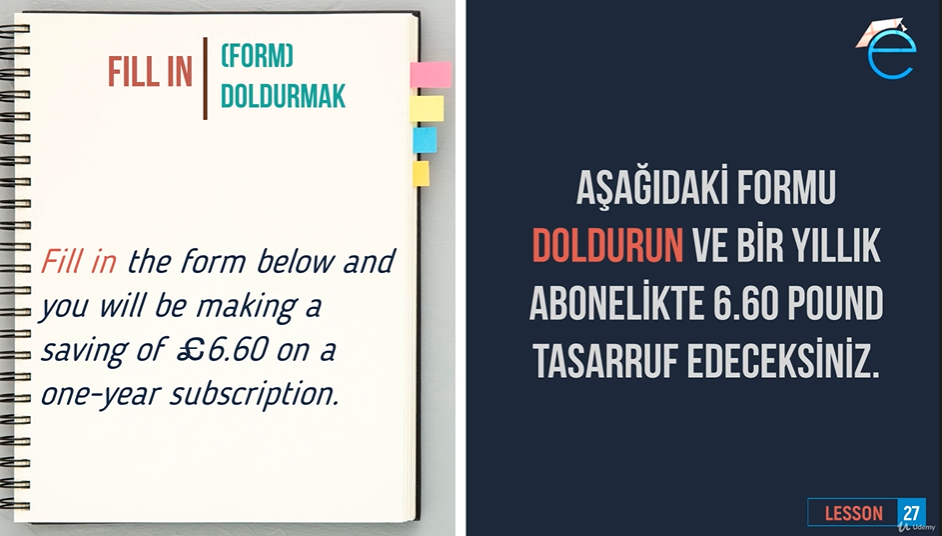 FILL IN
(FORM)
DOLDURMAK
Fill in the form below and
you will be making a
saving of £6.60 on a
one-year subscription.
e
AŞAĞIDAKİ FORMU
DOLDURUN VE BİR YILLIK
ABONELİKTE 6.60 POUND
TASARRUF EDECEKSİNİZ.
LESSON 27
Udemy